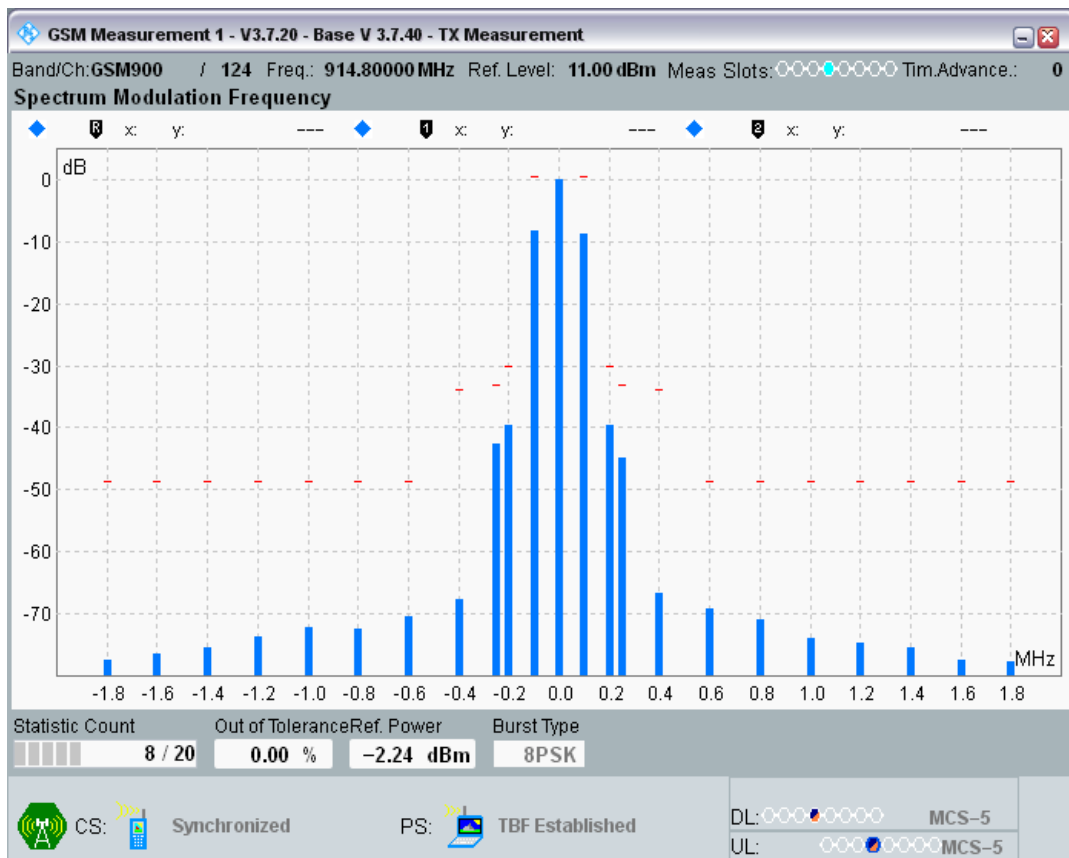 GSM Measurement 1 - V3.7.20 - Base V 3.7.40 - TX Measurement
Band/Ch:GSM900 / 124 Freq.: 914.80000 MHz Ref. Level: 11.00 dBm Meas Slots: Tim.Advance.: 0
Spectrum Modulation Frequency
R x: y: --- 1 x: y: --- 2 x: y: ---
dB
0
-10
-20
-30
-40
-50
-60
-70
MHz
-1.8 -1.6 -1.4 -1.2 -1.0 -0.8 -0.6 -0.4 -0.2 0.0 0.2 0.4 0.6 0.8 1.0 1.2 1.4 1.6 1.8
Statistic Count Out of Tolerance Ref. Power Burst Type
8 / 20 0.00 % −2.24 dBm 8PSK
CS: Synchronized PS: TBF Established
DL: MCS−5
UL: MCS−5